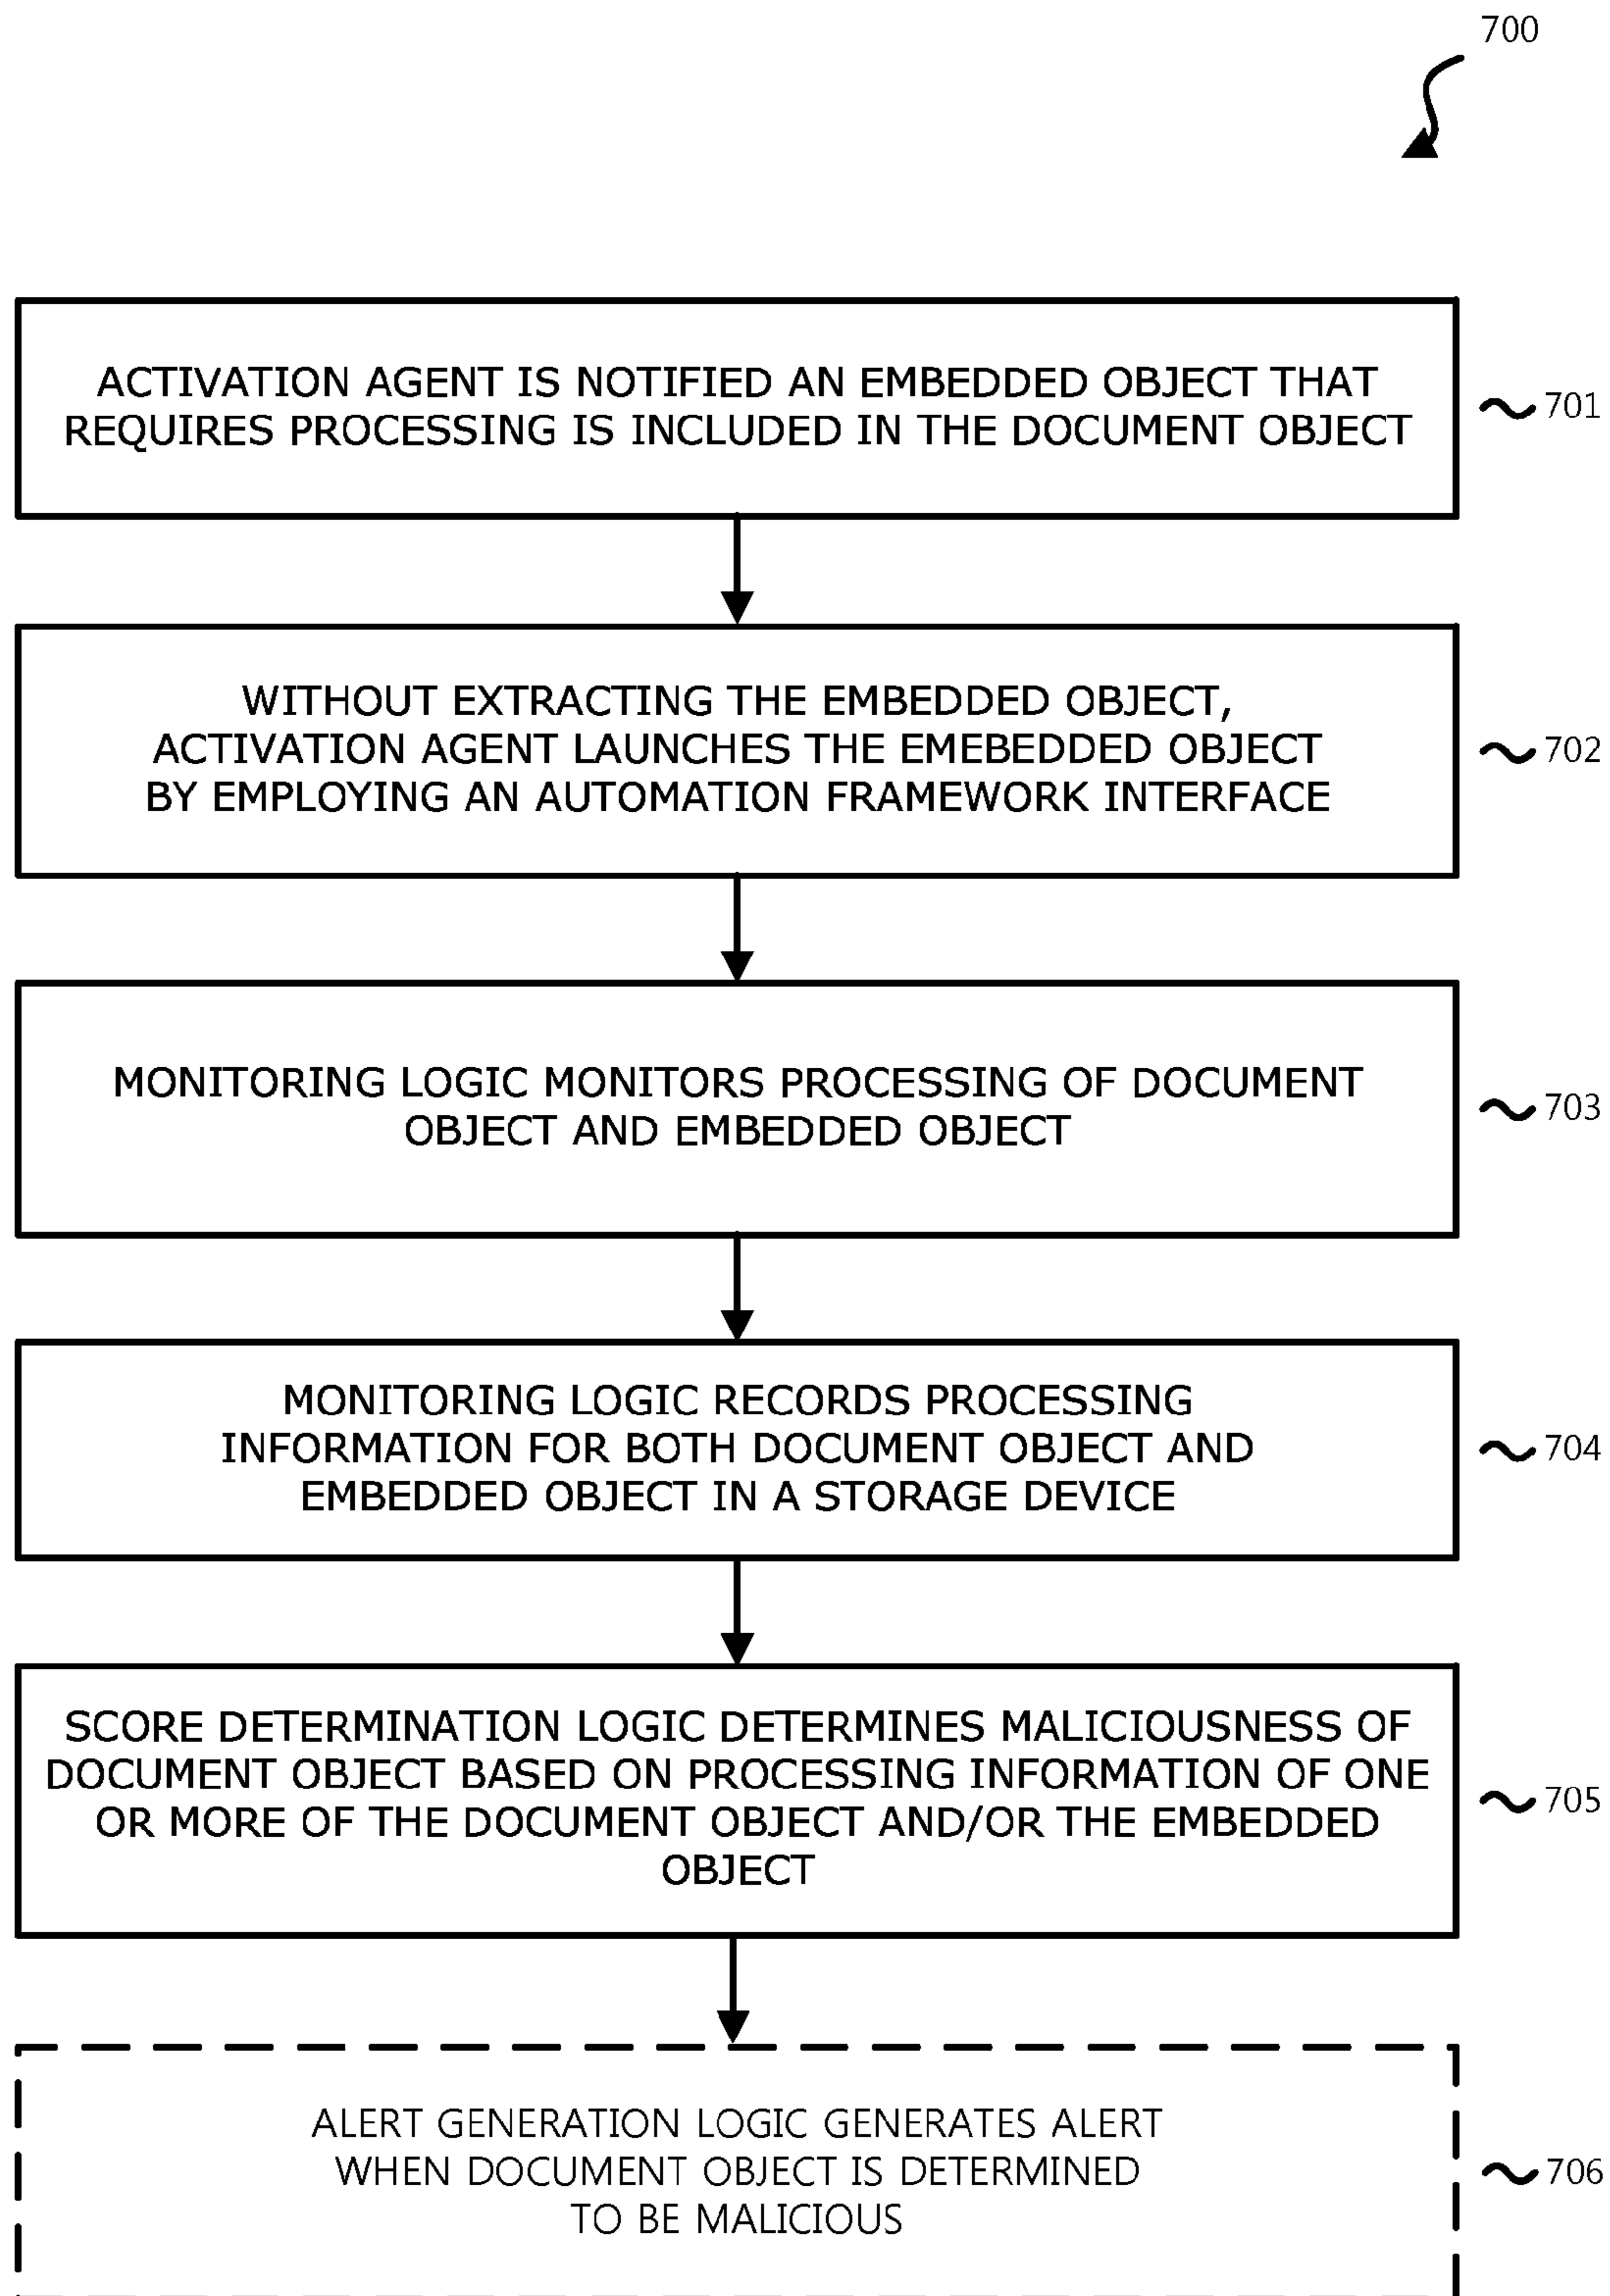 700
ACTIVATION AGENT IS NOTIFIED AN EMBEDDED OBJECT THAT
REQUIRES PROCESSING IS INCLUDED IN THE DOCUMENT OBJECT
701
WITHOUT EXTRACTING THE EMBEDDED OBJECT,
ACTIVATION AGENT LAUNCHES THE EMEBEDDED OBJECT
BY EMPLOYING AN AUTOMATION FRAMEWORK INTERFACE
702
MONITORING LOGIC MONITORS PROCESSING OF DOCUMENT
OBJECT AND EMBEDDED OBJECT
703
MONITORING LOGIC RECORDS PROCESSING
INFORMATION FOR BOTH DOCUMENT OBJECT AND
EMBEDDED OBJECT IN A STORAGE DEVICE
704
SCORE DETERMINATION LOGIC DETERMINES MALICIOUSNESS OF
DOCUMENT OBJECT BASED ON PROCESSING INFORMATION OF ONE
OR MORE OF THE DOCUMENT OBJECT AND/OR THE EMBEDDED
OBJECT
705
ALERT GENERATION LOGIC GENERATES ALERT
WHEN DOCUMENT OBJECT IS DETERMINED
TO BE MALICIOUS
706